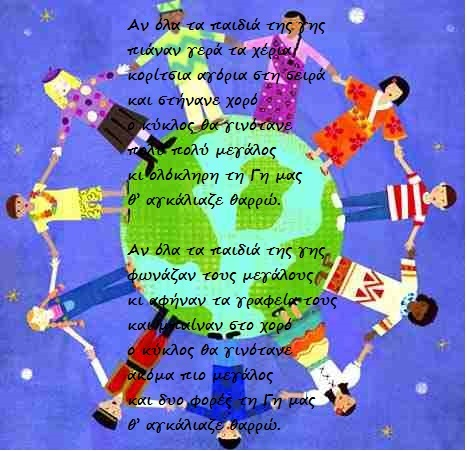 Αν όλα τα παιδιά της γης
πιάναν γερά τα χέρια
κορίτσια αγόρια στη σειρά
και στήνανε χορό
ο κύκλος θα γινότανε
πολύ πολύ μεγάλος
κι ολόκληρη τη Γη μας
θ' αγκάλιαζε θαρρώ.

Αν όλα τα παιδιά της γης
φωνάζαν τους μεγάλους
κι αφήναν τα γραφεία τους
και μπαίναν στο χορό
ο κύκλος θα γινότανε
ακόμα πιο μεγάλος
και δυο φορές τη Γη μας
θ' αγκάλιαζε θαρρώ.